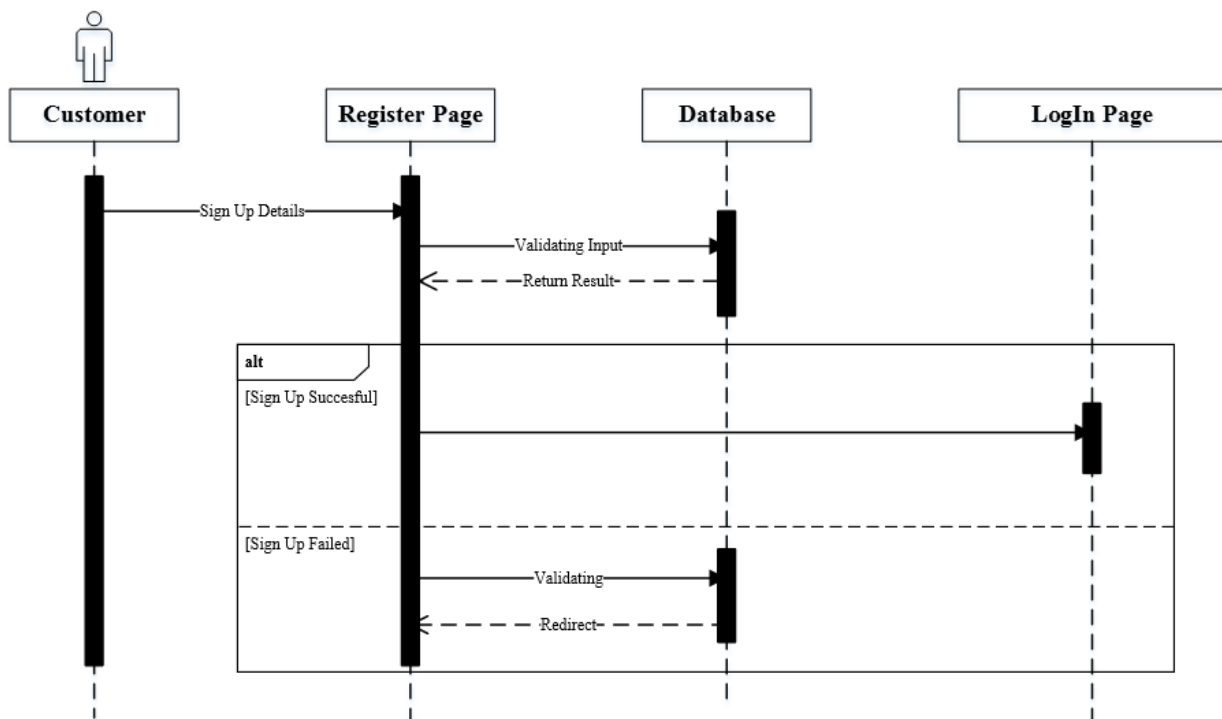 Customer
Register Page
Database
LogIn Page
Sign Up Details
Validating Input
Return Result
alt
[Sign Up Succesful]
[Sign Up Failed]
Validating
Redirect